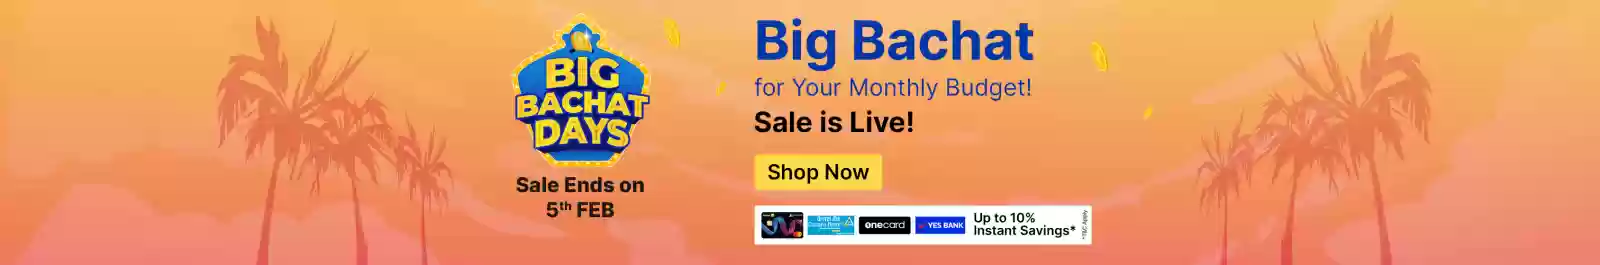 BIG
BACHAT
DAYS
Sale Ends on
5th FEB
Big Bachat
for Your Monthly Budget!
Sale is Live!
Shop Now
onecard
YES BANK
Up to 10%
Instant Savings*
*T&C Apply